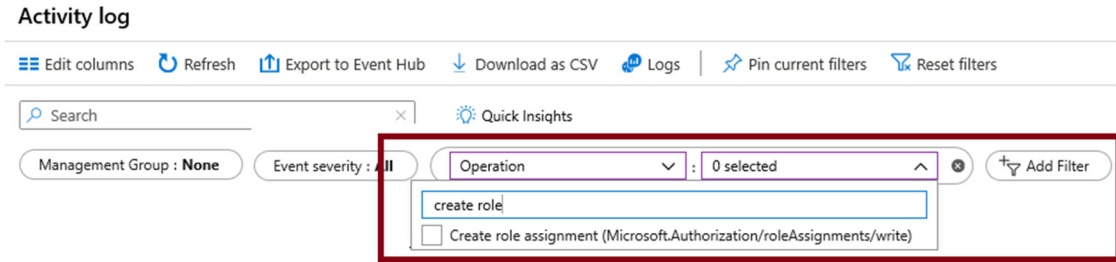 Activity log
Edit columns Refresh Export to Event Hub Download as CSV Logs Pin current filters Reset filters
Search Quick Insights
Management Group : None Event severity : All Operation : 0 selected Add Filter
create role
Create role assignment (Microsoft.Authorization/roleAssignments/write)